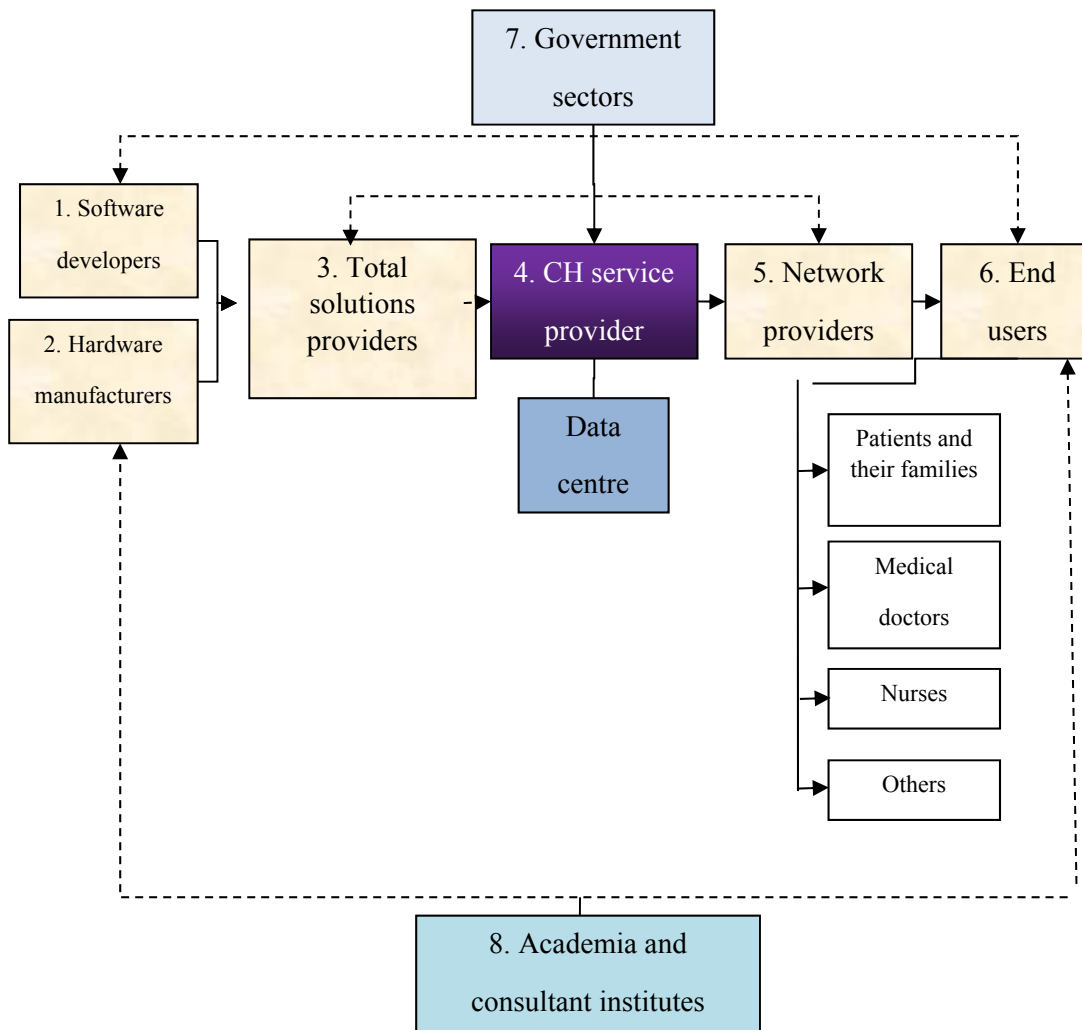 7. Government
sectors
1. Software
developers
2. Hardware
manufacturers
3. Total
solutions
providers
4. CH service
provider
5. Network
providers
6. End
users
Data
centre
Patients and
their families
Medical
doctors
Nurses
Others
8. Academia and
consultant institutes